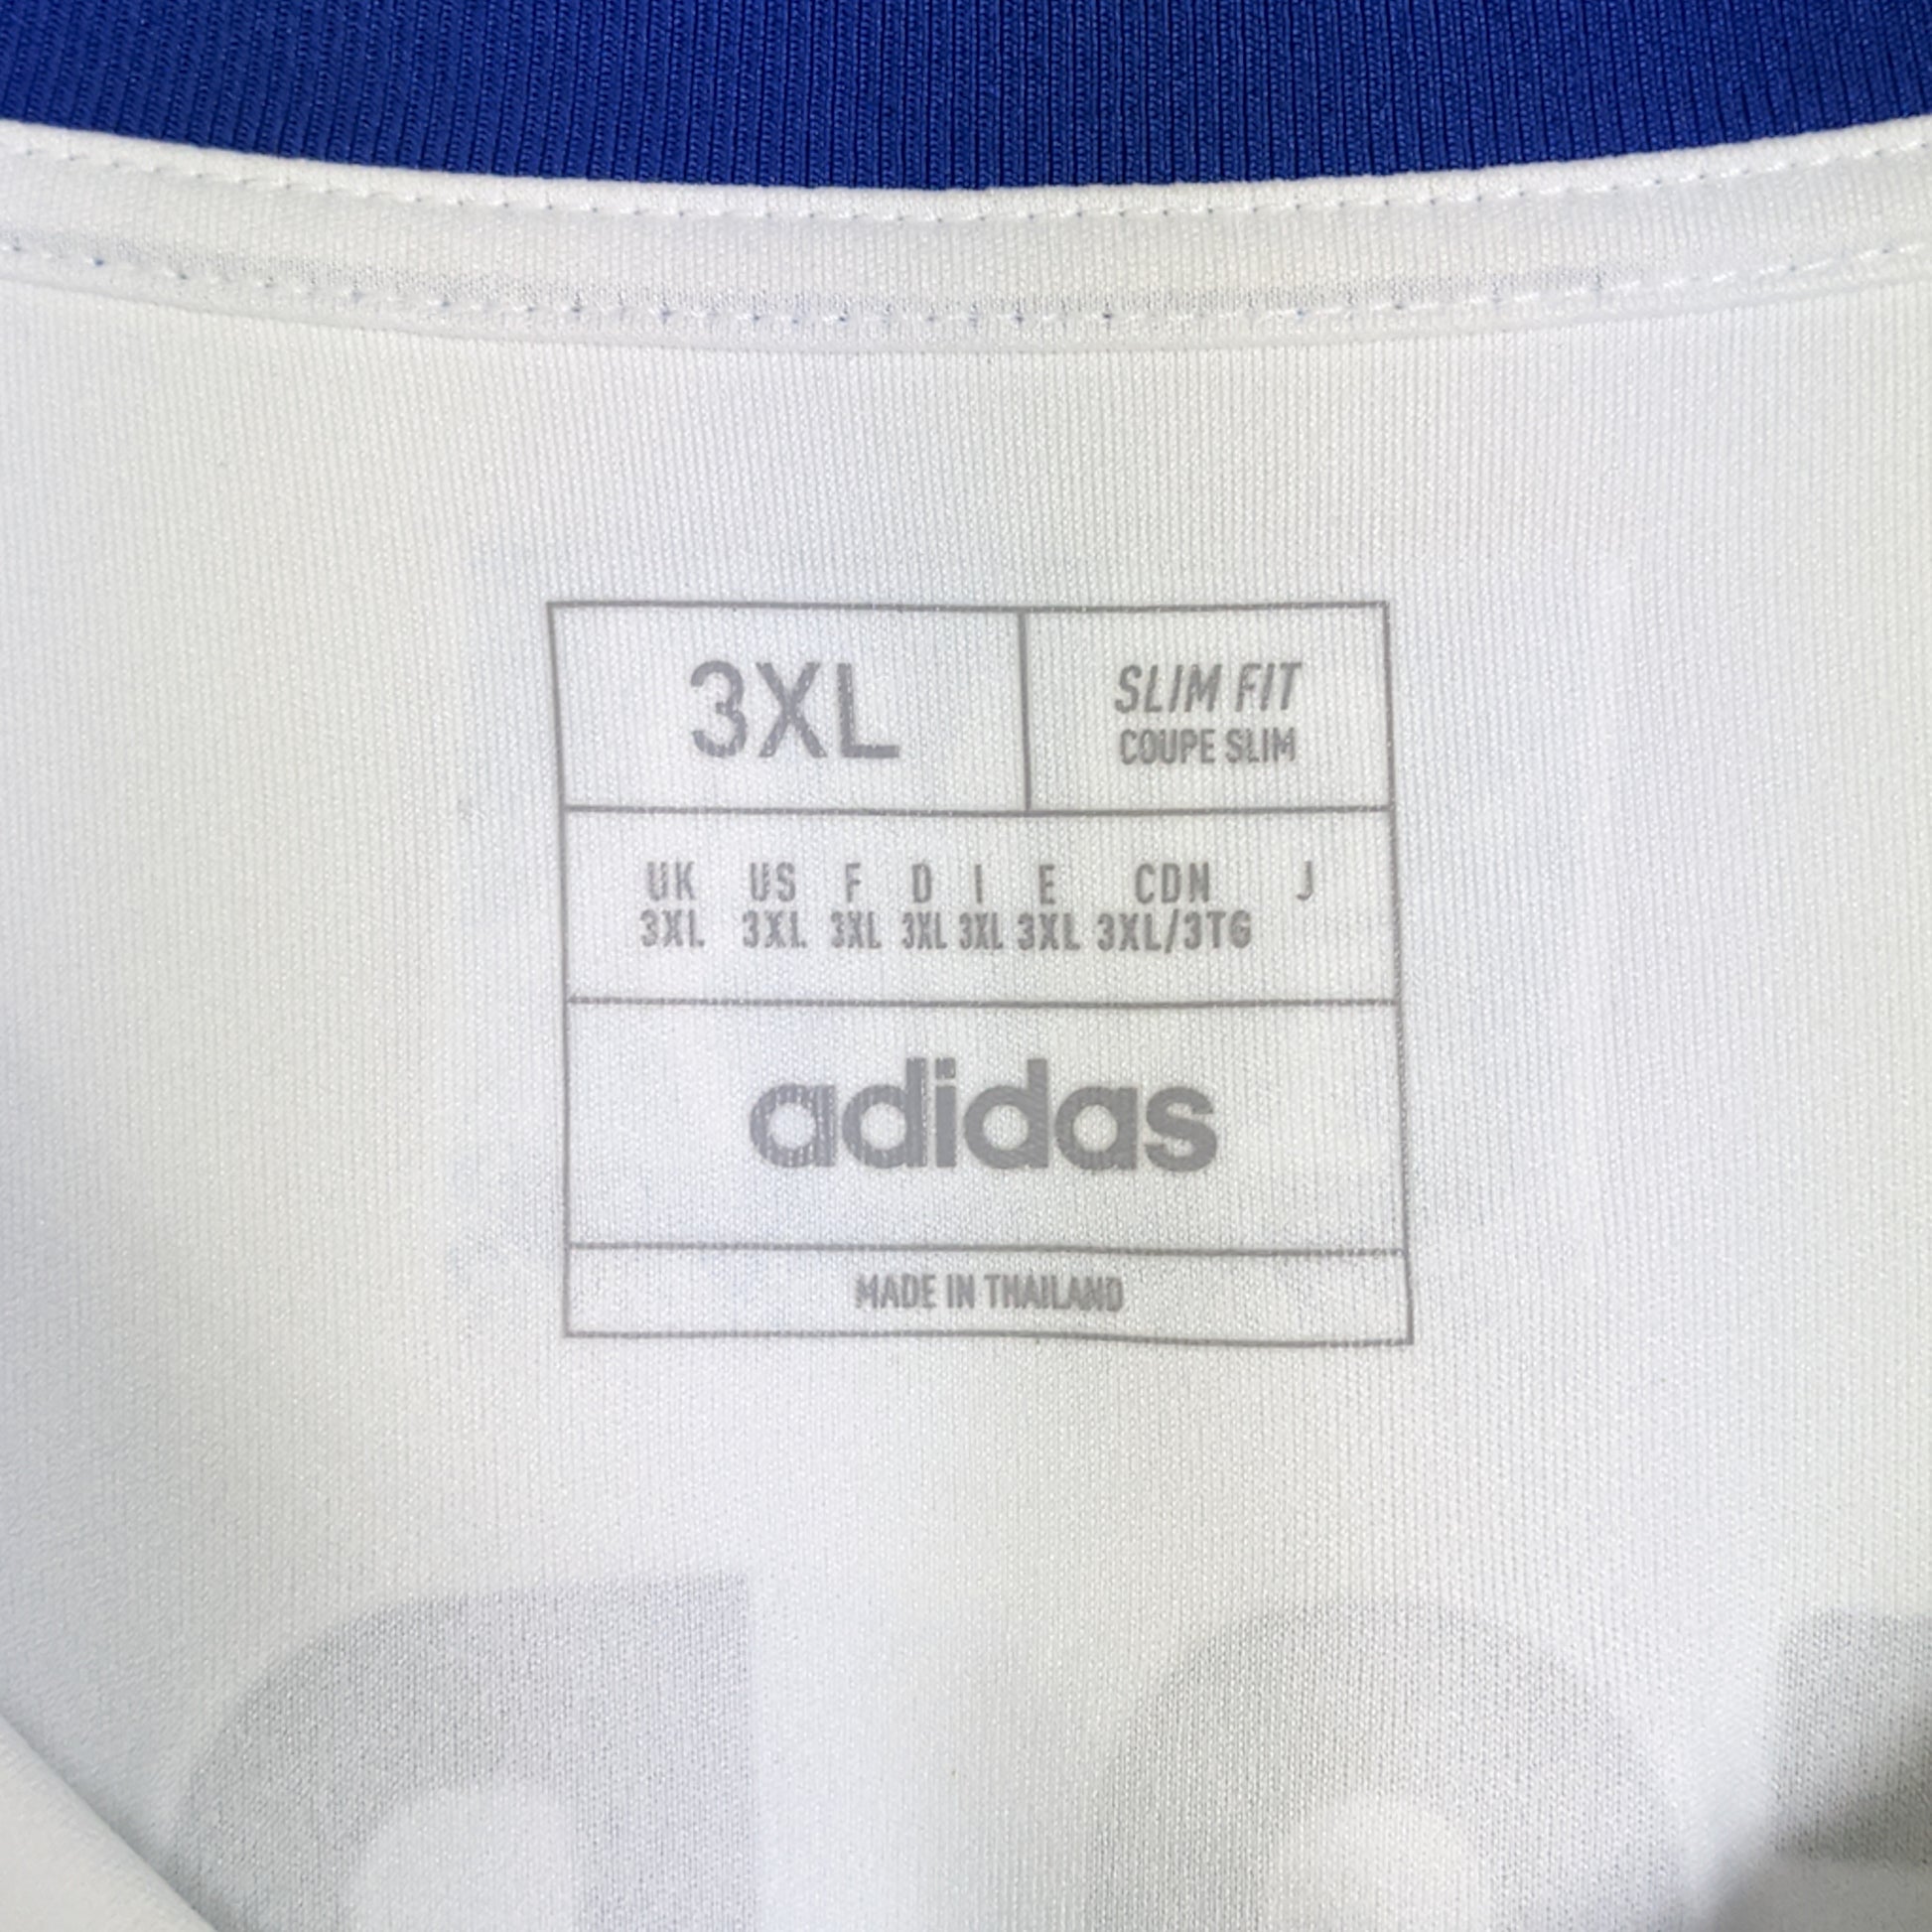 3XL
SLIM FIT
COUPE SLIM
UK US F D I E CDN J
3XL 3XL 3XL 3XL 3XL 3XL 3XL/3TG
adidas
MADE IN THAILAND